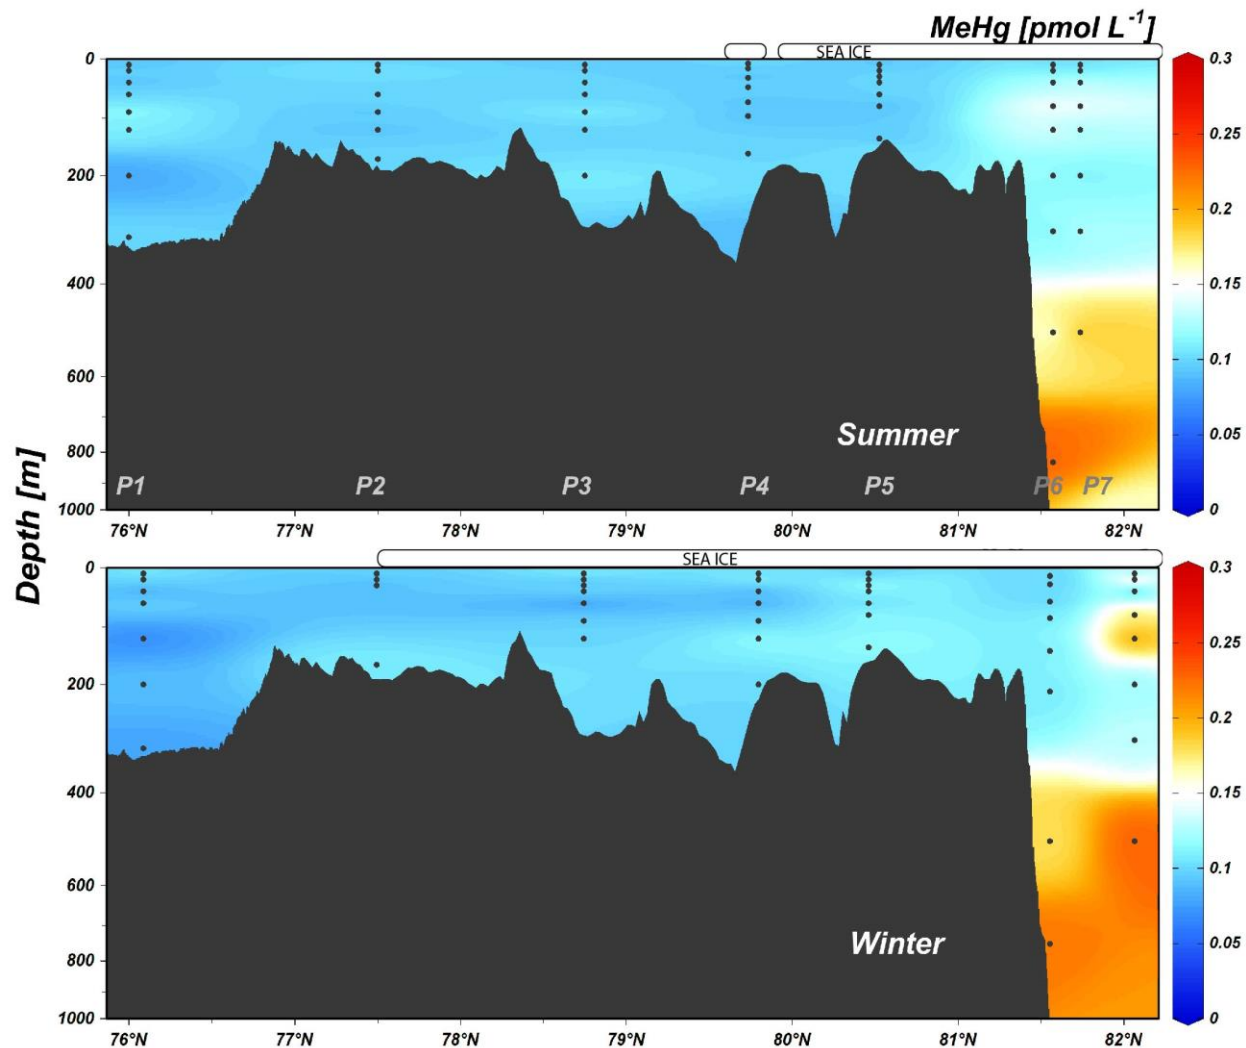 MeHg [pmol L-1]
SEA ICE
0
200
400
600
800
1000
0.3
0.25
0.2
0.15
0.1
0.05
0
Summer
P1 P2 P3 P4 P5 P6 P7
76°N 77°N 78°N 79°N 80°N 81°N 82°N
Depth [m]
SEA ICE
0
200
400
600
800
1000
0.3
0.25
0.2
0.15
0.1
0.05
0
Winter
76°N 77°N 78°N 79°N 80°N 81°N 82°N